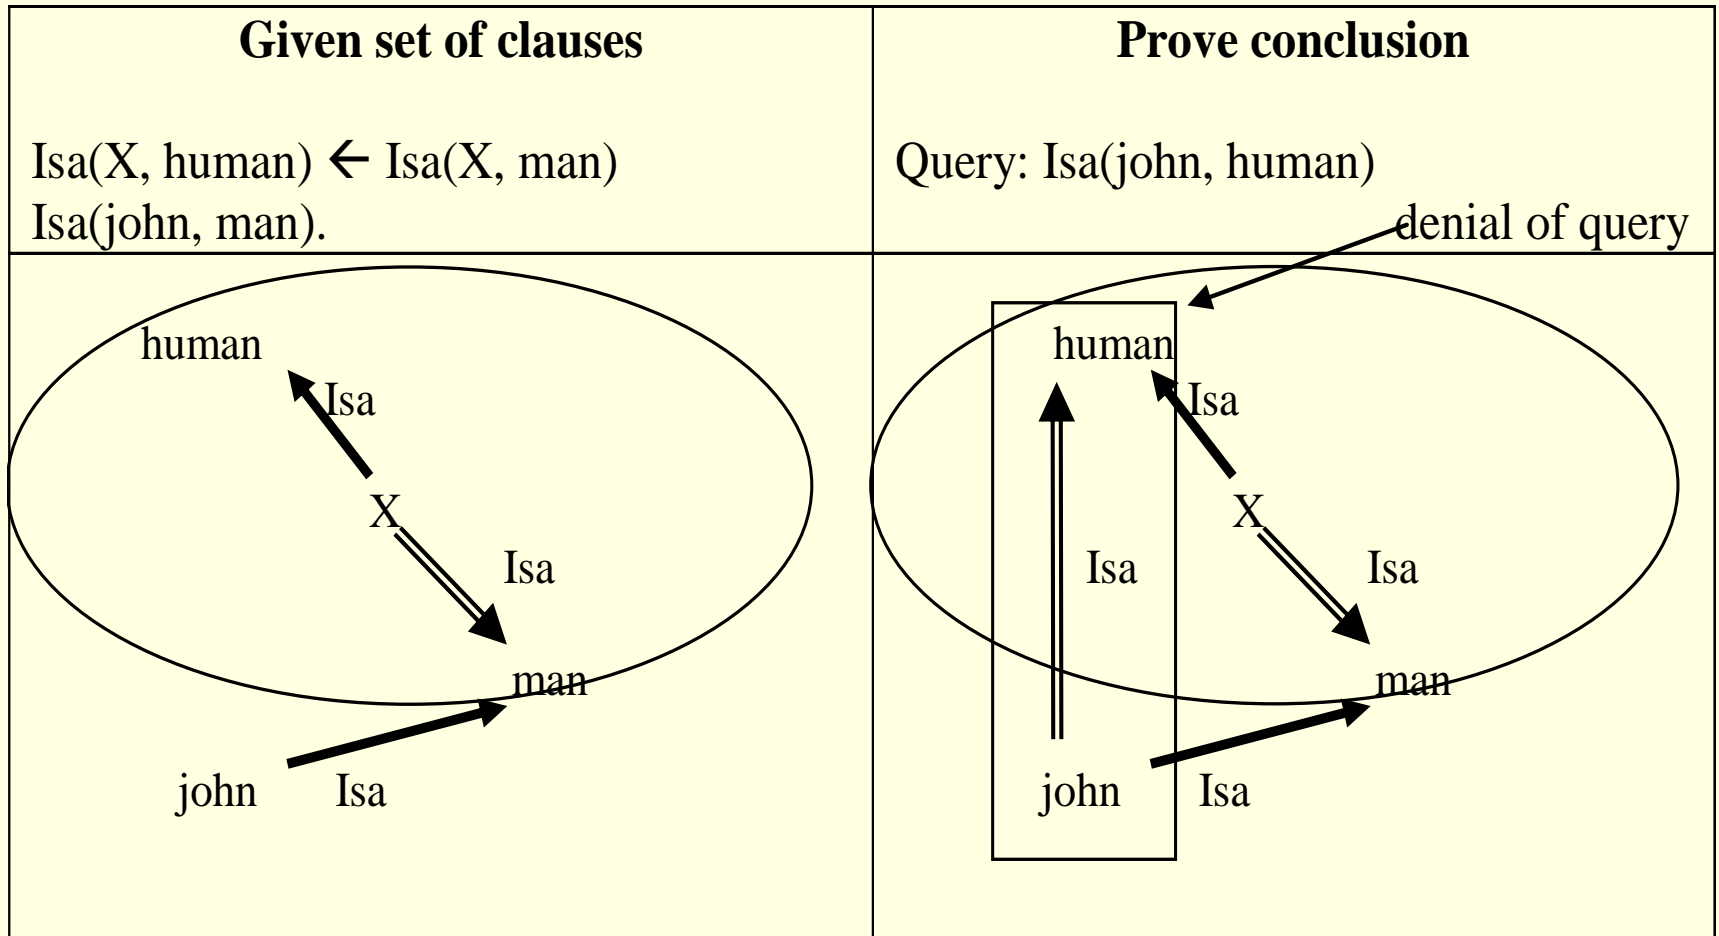 Given set of clauses
Isa(X, human) ← Isa(X, man)
Isa(john, man).
Prove conclusion
Query: Isa(john, human)
denial of query
human
Isa
X
Isa
man
john Isa
human
Isa
X
Isa
Isa
man
john Isa